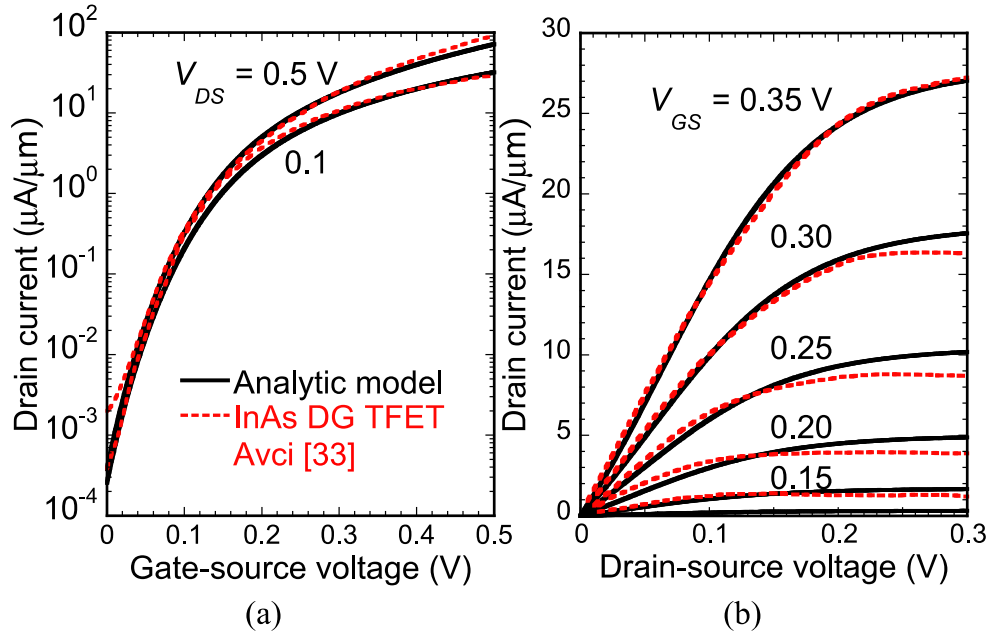 10²
10¹
10⁰
10⁻¹
10⁻²
10⁻³
10⁻⁴
Drain current (μA/μm)
V_DS = 0.5 V
0.1
Analytic model
InAs DG TFET
Avci [33]
0
0.1
0.2
0.3
0.4
0.5
Gate-source voltage (V)
(a)
30
25
20
15
10
5
0
Drain current (μA/μm)
V_GS = 0.35 V
0.30
0.25
0.20
0.15
0
0.1
0.2
0.3
Drain-source voltage (V)
(b)